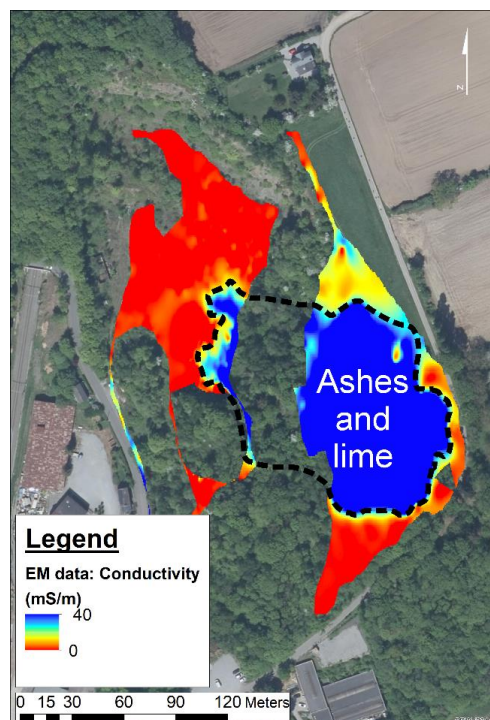 N
Ashes
and
lime
Legend
EM data: Conductivity
(mS/m)
40
0
0 15 30 60 90 120 Meters